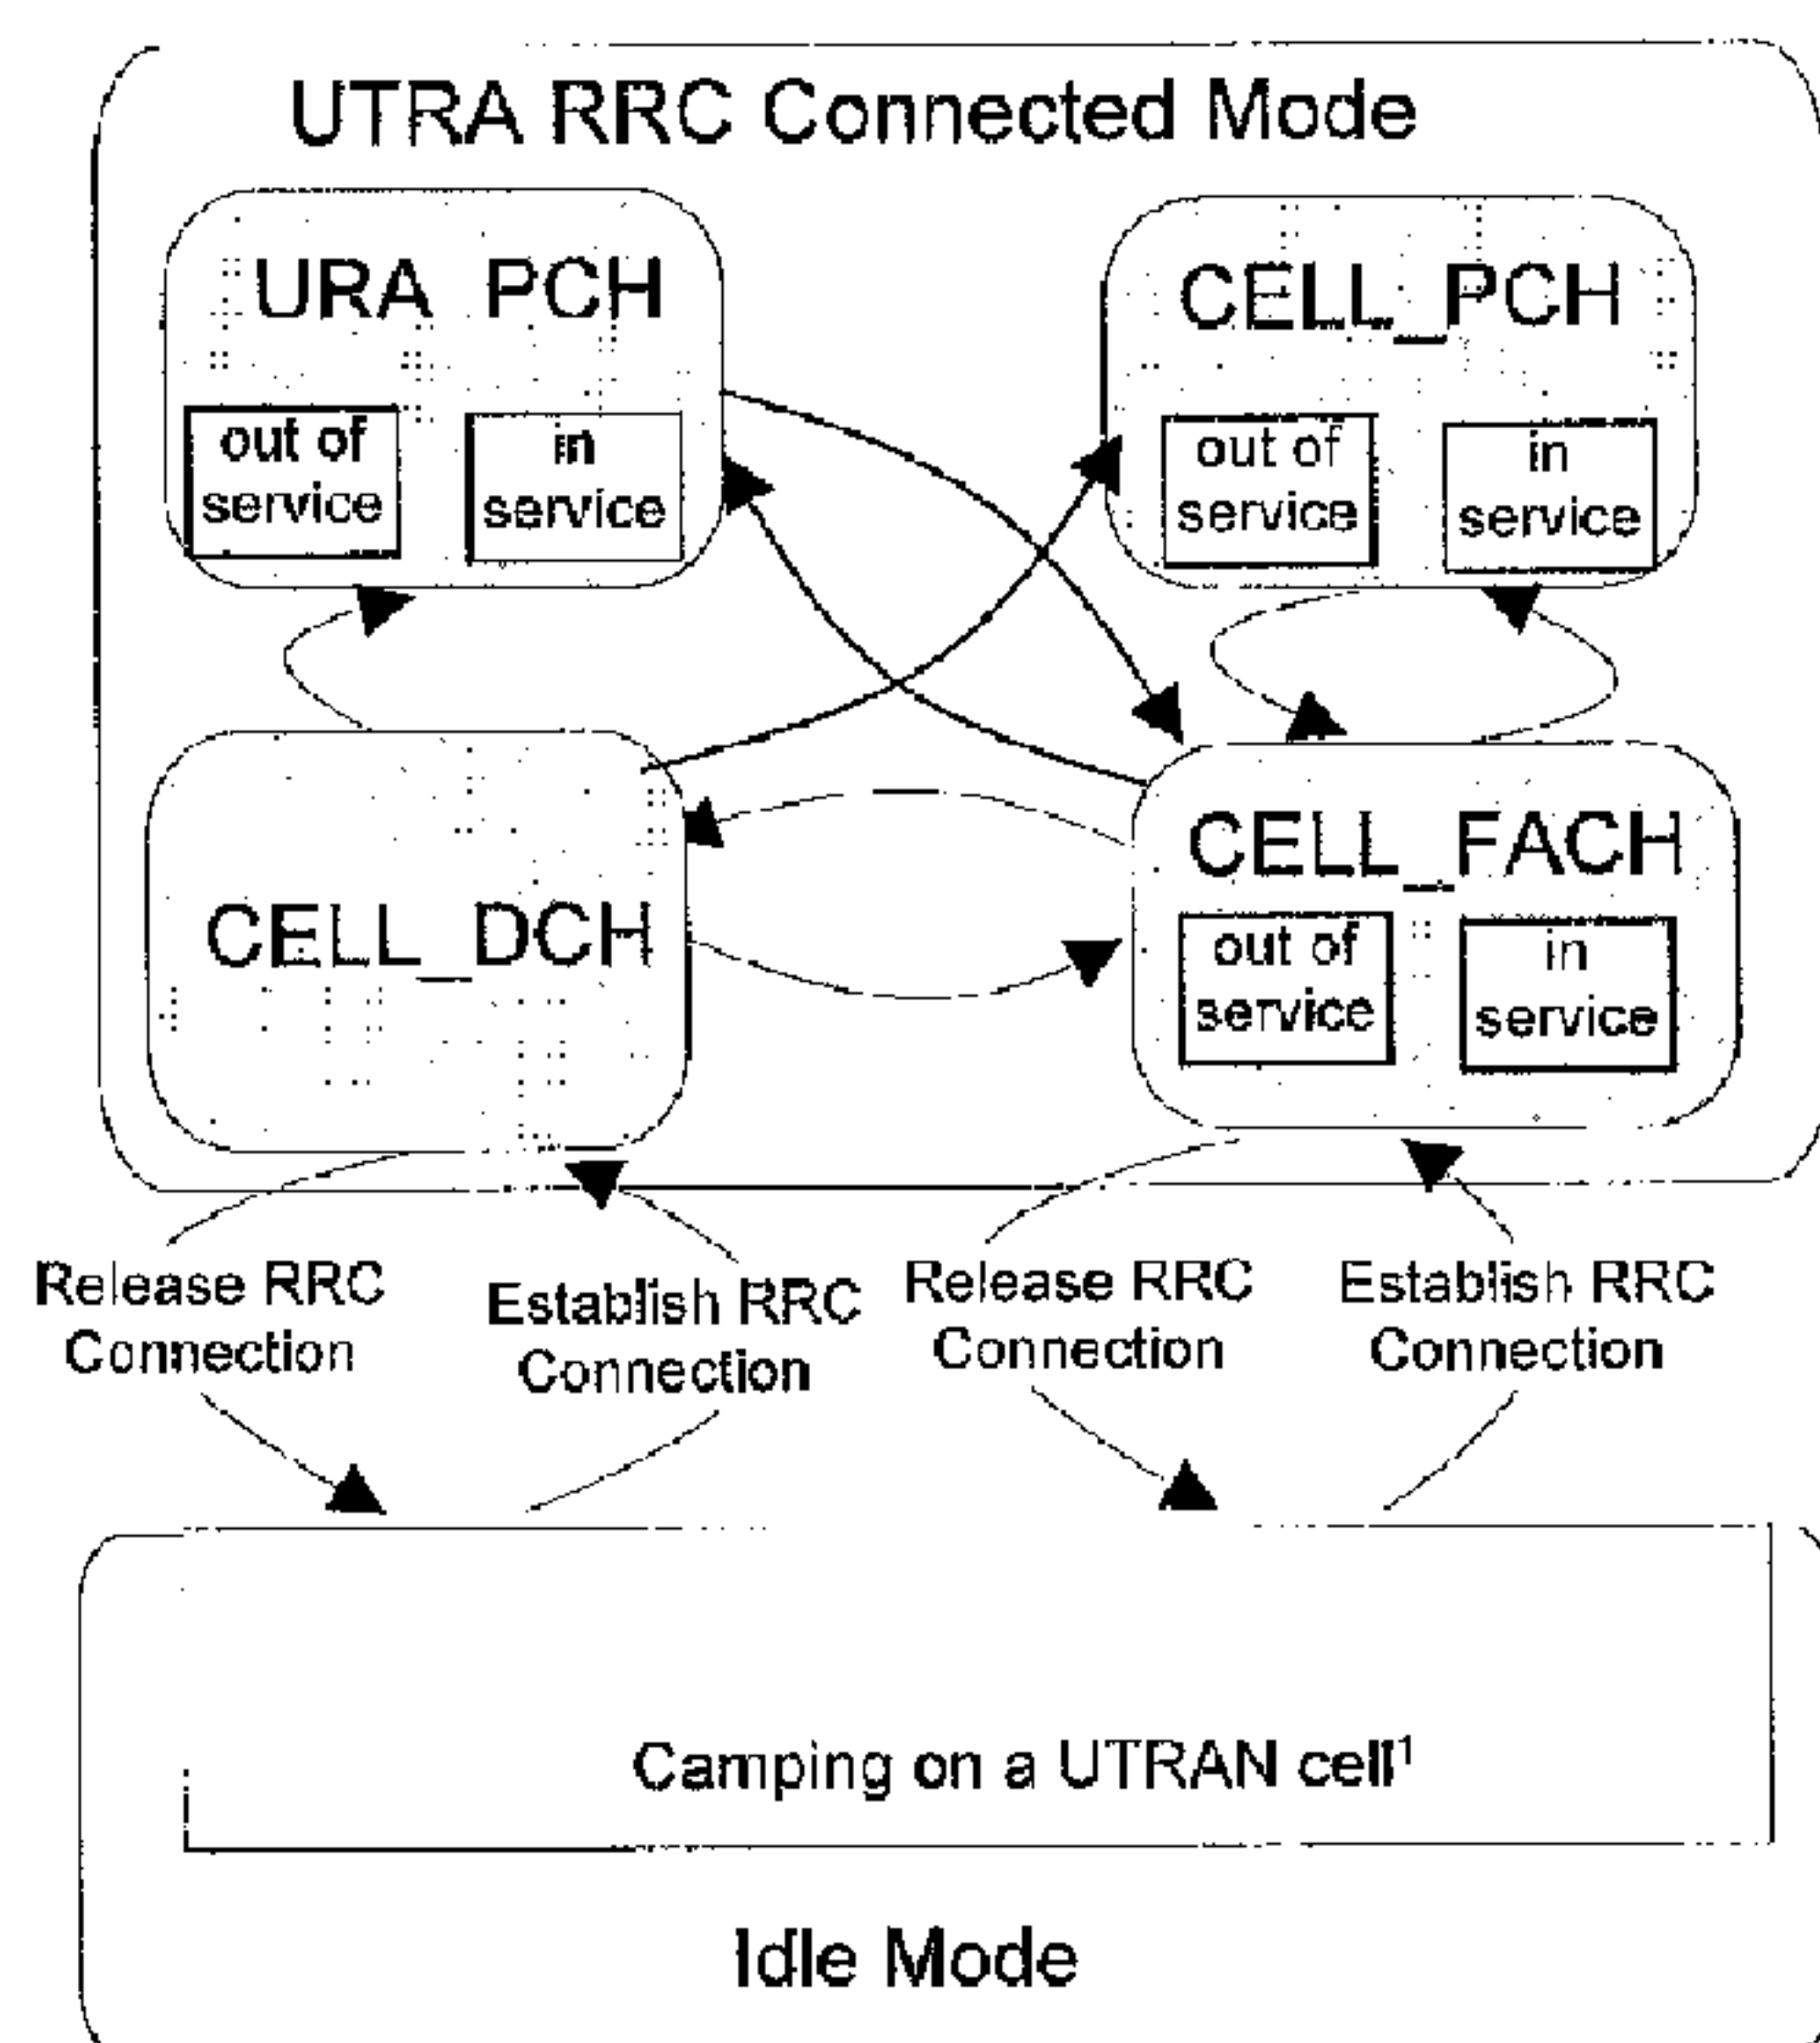 UTRA RRC Connected Mode
URA PCH
out of
service
in
service
CELL_PCH
out of
service
in
service
CELL_DCH
CELL_FACH
out of
service
in
service
Release RRC
Connection
Establish RRC
Connection
Release RRC
Connection
Establish RRC
Connection
Camping on a UTRAN cell¹
Idle Mode